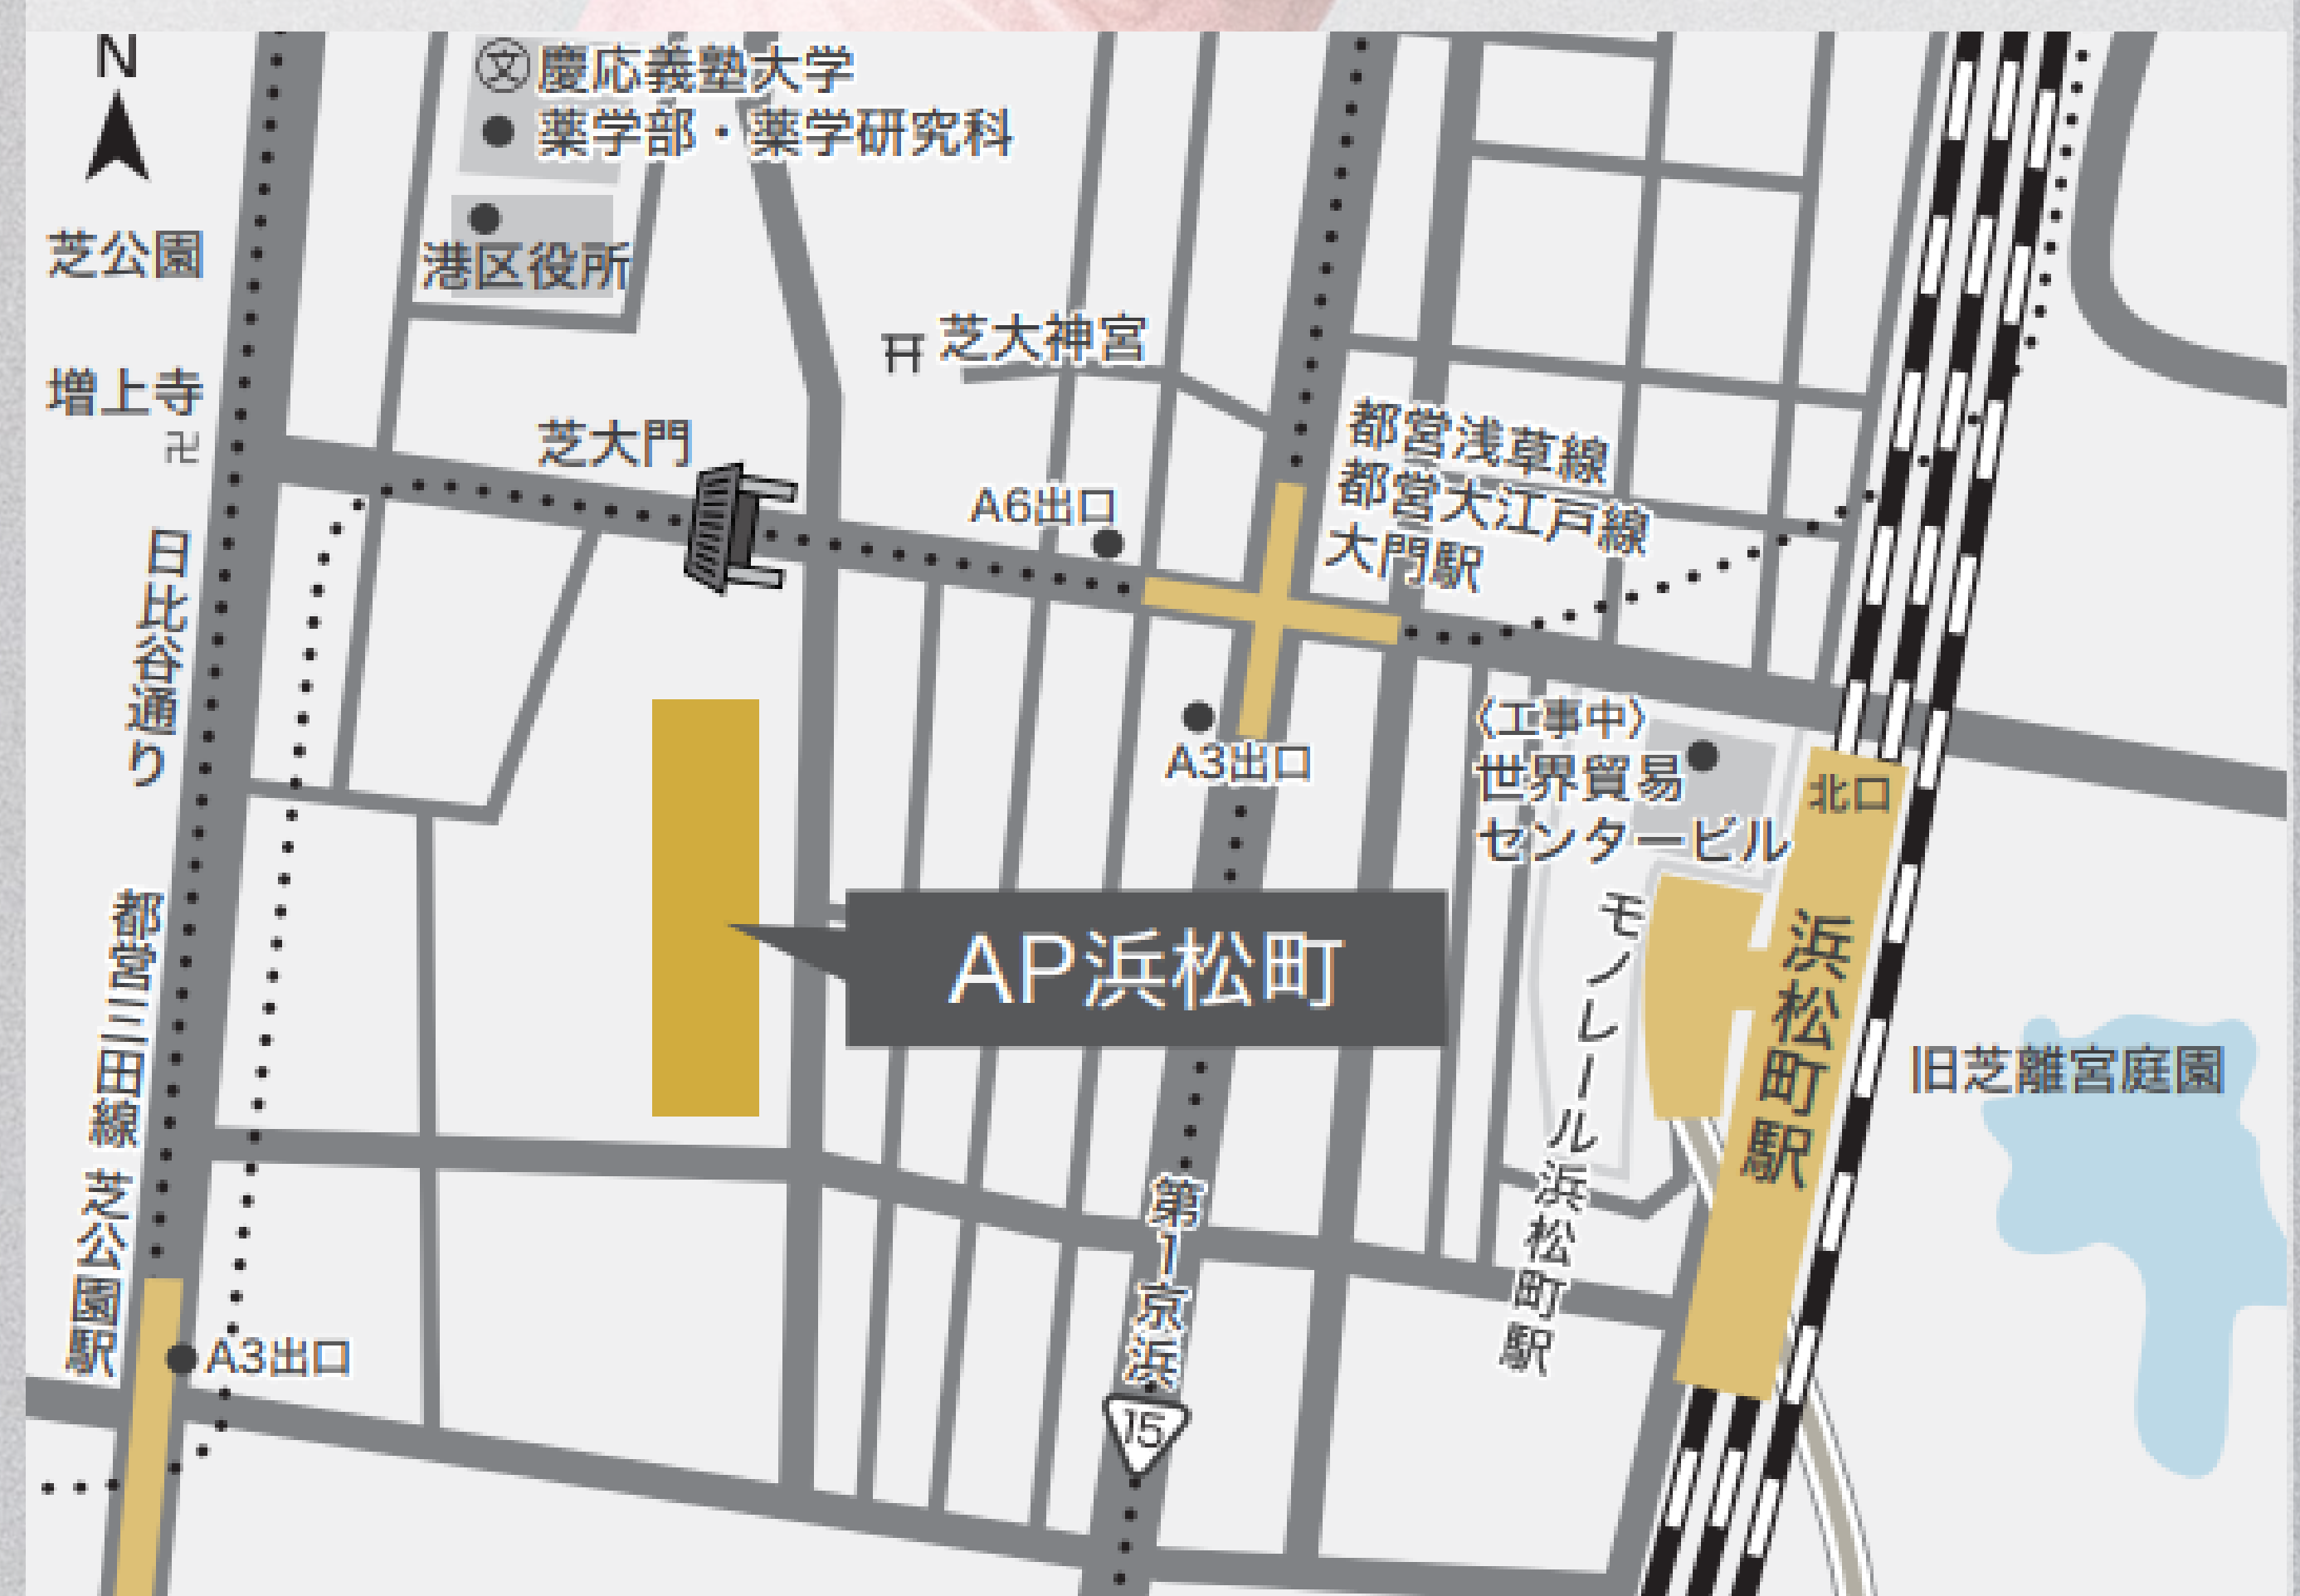 N
慶応義塾大学
薬学部・薬学研究科
芝公園
港区役所
芝大神宮
増上寺
芝大門
都営浅草線
都営大江戸線
大門駅
A6出口
日比谷通り
〈工事中〉
世界貿易
センタービル
A3出口
北口
都営三田線 芝公園駅
AP浜松町
モノレール浜松町駅
浜松町駅
旧芝離宮庭園
第一京浜
15
A3出口